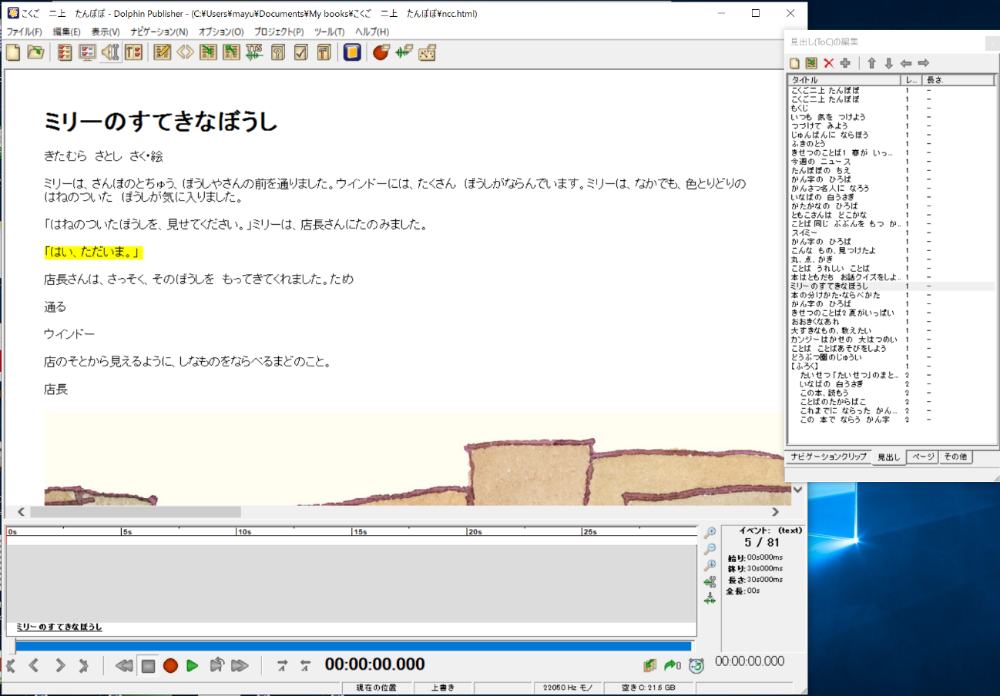 こくご　二上　たんぽぽ - Dolphin Publisher - (C:¥Users¥mayu¥Documents¥My books¥こくご　二上　たんぽぽ¥ncc.html)
ファイル(F) 編集(E) 表示(V) ナビゲーション(N) オプション(O) プロジェクト(P) ツール(T) ヘルプ(H)
TTS
ミリーのすてきなぼうし
きたむら　さとし　さく・絵
ミリーは、さんぽのとちゅう、ぼうしやさんの前を通りました。ウインドーには、たくさん　ぼうしがならんでいます。ミリーは、なかでも、色とりどりの
はねのついた　ぼうしが気に入りました。
「はねのついたぼうしを、見せてください。」ミリーは、店長さんにたのみました。
「はい、ただいま。」
店長さんは、さっそく、そのぼうしを　もってきてくれました。ため
通る
ウインドー
店のそとから見えるように、しなものをならべるまどのこと。
店長
0s 5s 10s 15s 20s 25s
ミリーのすてきなぼうし
イベント: (text)
5 / 81
始り:00s000ms
終り:30s000ms
長さ:30s000ms
全長:00s
00:00:00.000
00:00:00.000
現在の位置 上書き 22050 Hz モノ 空き C: 21.6 GB
見出し(ToC)の編集
タイトル レ... 長さ
こくご二上 たんぽぽ 1 -
こくご二上 たんぽぽ 1 -
もくじ 1 -
いつも 気を つけよう 1 -
つづけて みよう 1 -
じゅんばんに ならぼう 1 -
ふきのとう 1 -
きせつのことば1 春が いっ... 1 -
今週の ニュース 1 -
たんぽぽの ちえ 1 -
かん字の ひろば 1 -
かんさつ名人に なろう 1 -
いなばの 白うさぎ 1 -
かたかなの ひろば 1 -
ともこさんは どこかな 1 -
ことば 同じ ぶぶんを もつ か... 1 -
スイミー 1 -
かん字の ひろば 1 -
こんな もの、見つけたよ 1 -
丸、点、かぎ 1 -
ことば うれしい ことば 1 -
本はともだち お話クイズをしよ... 1 -
ミリーのすてきなぼうし 1 -
本の分けかた・ならべかた 1 -
かん字の ひろば 1 -
きせつのことば2 夏がいっぱい 1 -
おおきくなあれ 1 -
大すきなもの、教えたい 1 -
カンジーはかせの 大はつめい 1 -
ことば ことばあそびをしよう 1 -
どうぶつ園のじゅうい 1 -
【ふろく】 1 -
たいせつ 「たいせつ」のまと... 2 -
いなばの 白うさぎ 2 -
この本、読もう 2 -
ことばのたからばこ 2 -
これまでに ならった かん... 2 -
この 本で ならう かん字 2 -
ナビゲーションクリップ 見出し ページ その他